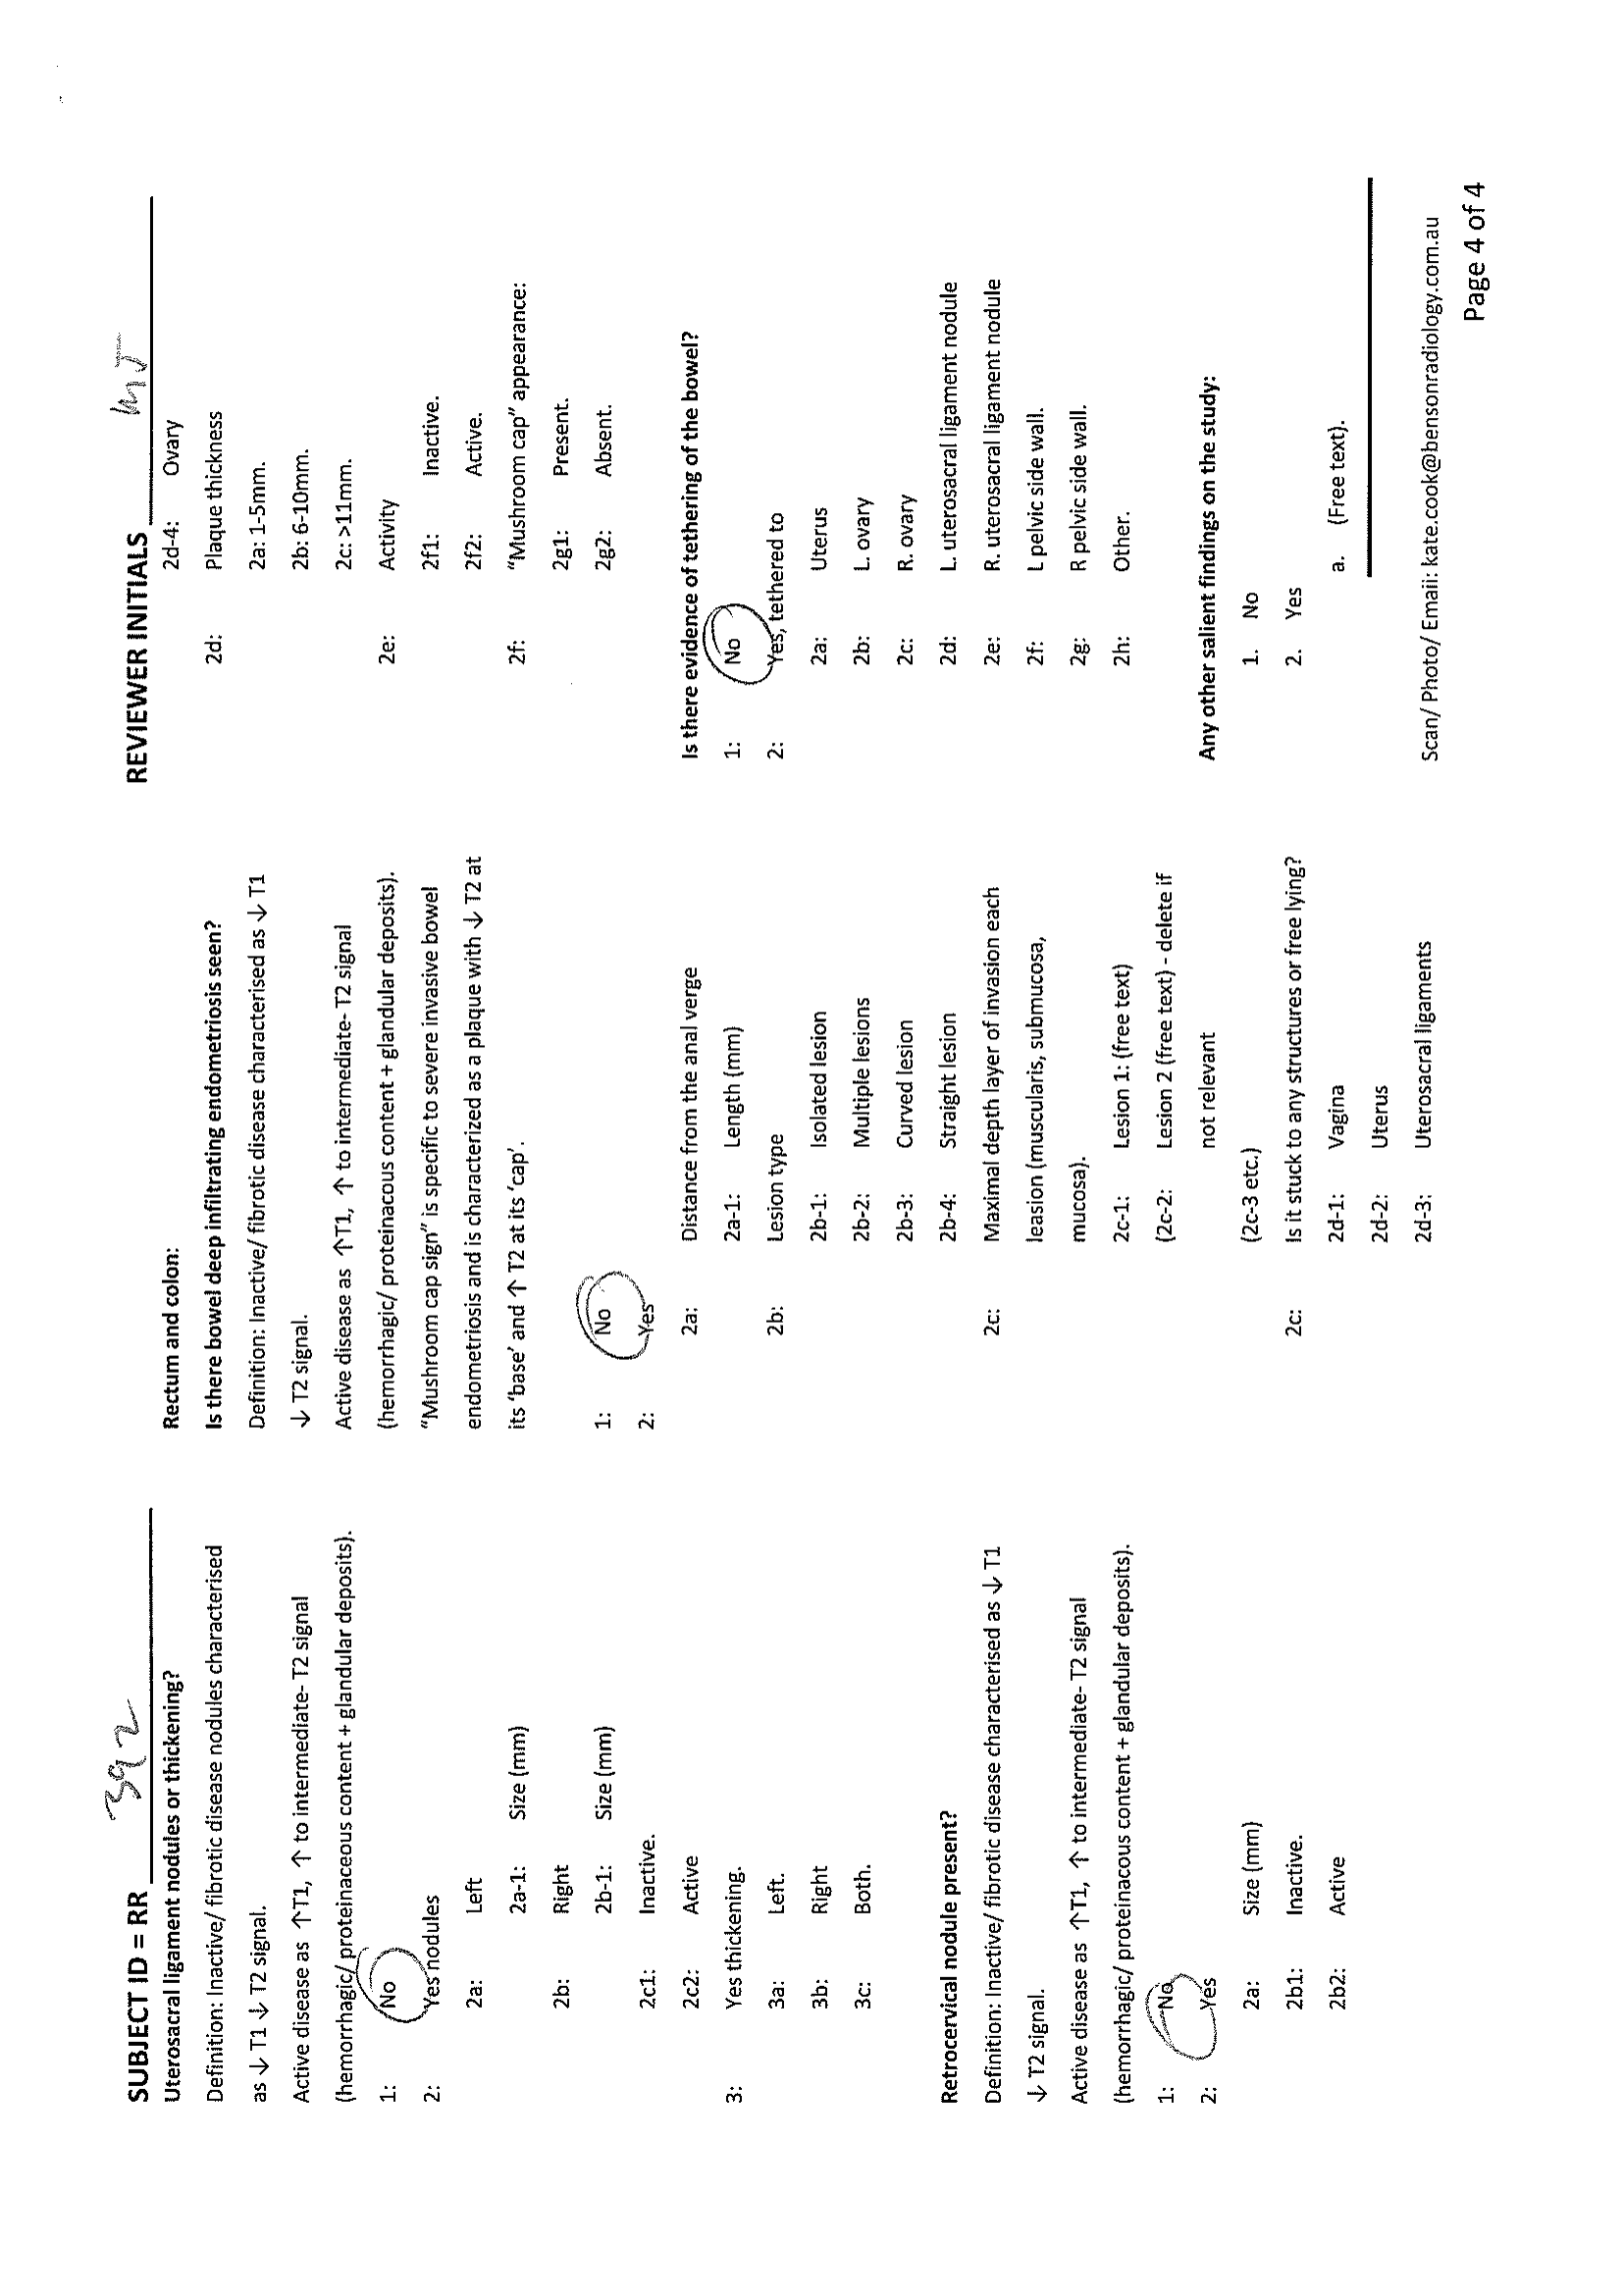 SUBJECT ID = RR 392
Uterosacral ligament nodules or thickening?
Definition: Inactive/ fibrotic disease nodules characterised
as ↓ T1 ↓ T2 signal.
Active disease as ↑T1, ↑ to intermediate- T2 signal
(hemorrhagic/ proteinaceous content + glandular deposits).
1: No
2: Yes nodules
2a: Left
2a-1: Size (mm)
2b: Right
2b-1: Size (mm)
2c1: Inactive.
2c2: Active
3: Yes thickening.
3a: Left.
3b: Right
3c: Both.
Retrocervical nodule present?
Definition: Inactive/ fibrotic disease characterised as ↓ T1
↓ T2 signal.
Active disease as ↑T1, ↑ to intermediate- T2 signal
(hemorrhagic/ proteinacous content + glandular deposits).
1: No
2: Yes
2a: Size (mm)
2b1: Inactive.
2b2: Active
Rectum and colon:
Is there bowel deep infiltrating endometriosis seen?
Definition: Inactive/ fibrotic disease characterised as ↓ T1
↓ T2 signal.
Active disease as ↑T1, ↑ to intermediate- T2 signal
(hemorrhagic/ proteinacous content + glandular deposits).
"Mushroom cap sign" is specific to severe invasive bowel
endometriosis and is characterized as a plaque with ↓ T2 at
its 'base' and ↑ T2 at its 'cap'.
1: No
2: Yes
2a: Distance from the anal verge
2a-1: Length (mm)
2b: Lesion type
2b-1: Isolated lesion
2b-2: Multiple lesions
2b-3: Curved lesion
2b-4: Straight lesion
2c: Maximal depth layer of invasion each
leasion (muscularis, submucosa,
mucosa).
2c-1: Lesion 1: (free text)
(2c-2: Lesion 2 (free text) - delete if
not relevant
(2c-3 etc.)
2c: Is it stuck to any structures or free lying?
2d-1: Vagina
2d-2: Uterus
2d-3: Uterosacral ligaments
REVIEWER INITIALS MJ
2d-4: Ovary
2d: Plaque thickness
2a: 1-5mm.
2b: 6-10mm.
2c: >11mm.
2e: Activity
2f1: Inactive.
2f2: Active.
2f: "Mushroom cap" appearance:
2g1: Present.
2g2: Absent.
Is there evidence of tethering of the bowel?
1: No
2: Yes, tethered to
2a: Uterus
2b: L. ovary
2c: R. ovary
2d: L. uterosacral ligament nodule
2e: R. uterosacral ligament nodule
2f: L pelvic side wall.
2g: R pelvic side wall.
2h: Other.
Any other salient findings on the study:
1. No
2. Yes
a. (Free text).
Scan/ Photo/ Email: kate.cook@bensonradiology.com.au
Page 4 of 4